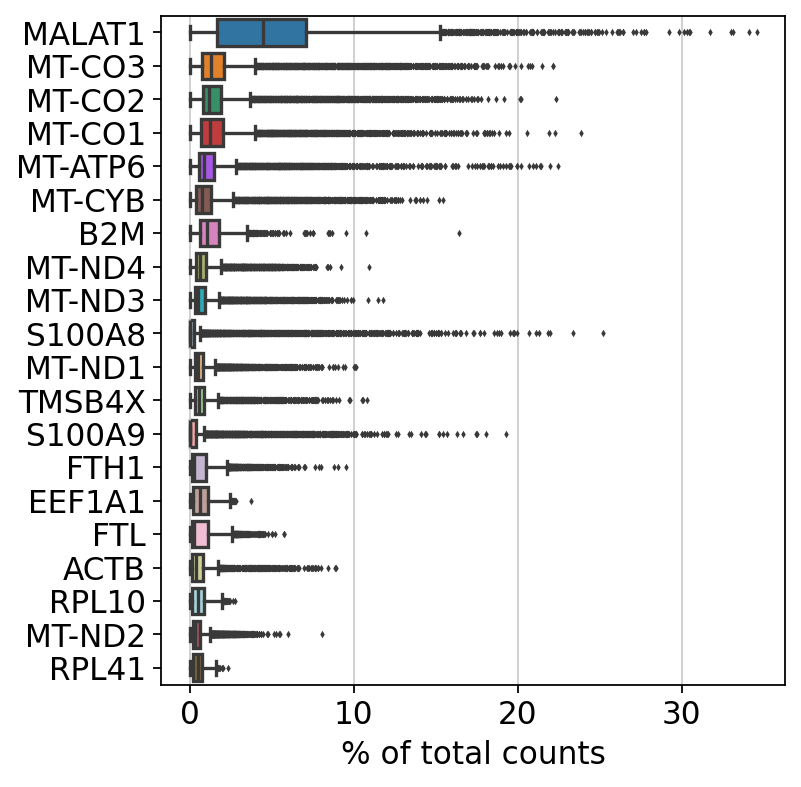 MALAT1
MT-CO3
MT-CO2
MT-CO1
MT-ATP6
MT-CYB
B2M
MT-ND4
MT-ND3
S100A8
MT-ND1
TMSB4X
S100A9
FTH1
EEF1A1
FTL
ACTB
RPL10
MT-ND2
RPL41
0 10 20 30
% of total counts